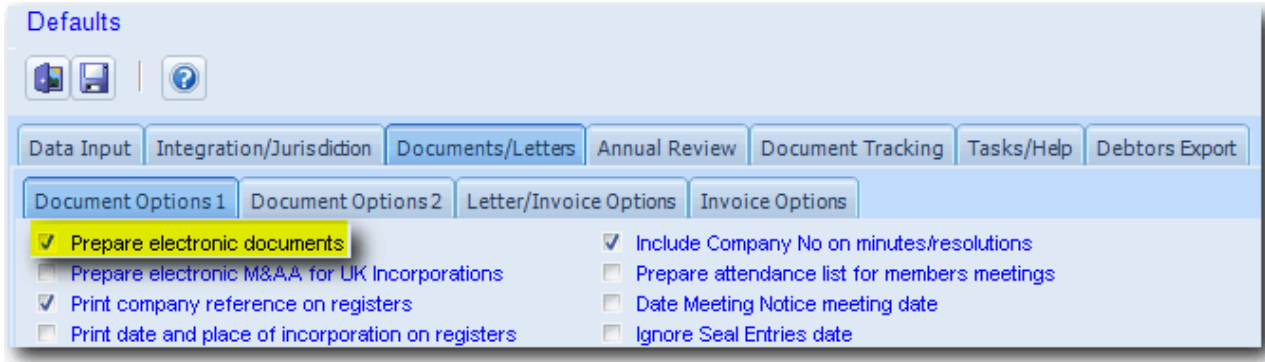 Defaults
Data Input Integration/Jurisdiction Documents/Letters Annual Review Document Tracking Tasks/Help Debtors Export
Document Options 1 Document Options 2 Letter/Invoice Options Invoice Options
Prepare electronic documents
Prepare electronic M&AA for UK Incorporations
Print company reference on registers
Print date and place of incorporation on registers
Include Company No on minutes/resolutions
Prepare attendance list for members meetings
Date Meeting Notice meeting date
Ignore Seal Entries date